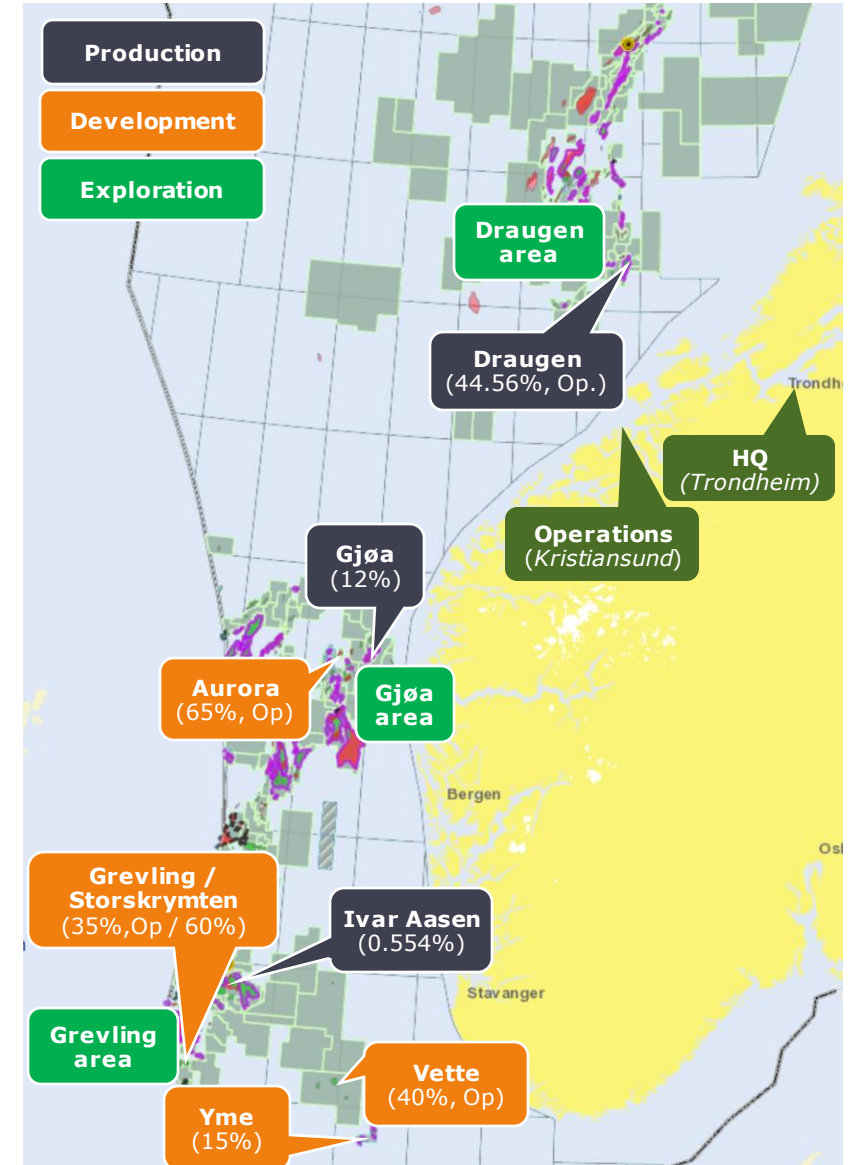 Production
Development
Exploration
Draugen
area
Draugen
(44.56%, Op.)
HQ
(Trondheim)
Operations
(Kristiansund)
Gjøa
(12%)
Aurora
(65%, Op)
Gjøa
area
Bergen
Grevling /
Storskrymten
(35%,Op / 60%)
Ivar Aasen
(0.554%)
Stavanger
Grevling
area
Vette
(40%, Op)
Yme
(15%)